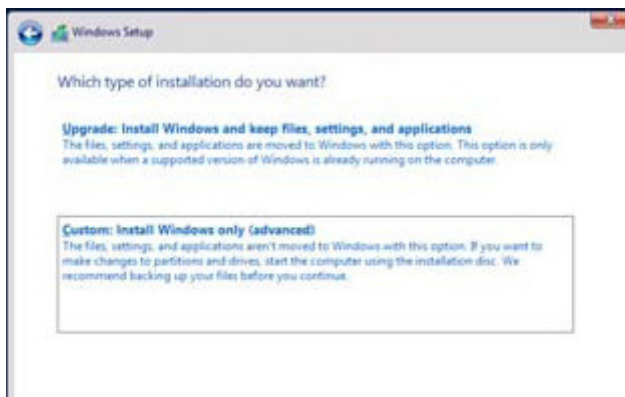 Windows Setup
Which type of installation do you want?
Upgrade: Install Windows and keep files, settings, and applications
The files, settings, and applications are moved to Windows with this option. This option is only
available when a supported version of Windows is already running on the computer.
Custom: Install Windows only (advanced)
The files, settings, and applications aren't moved to Windows with this option. If you want to
make changes to partitions and drives, start the computer using the installation disc. We
recommend backing up your files before you continue.